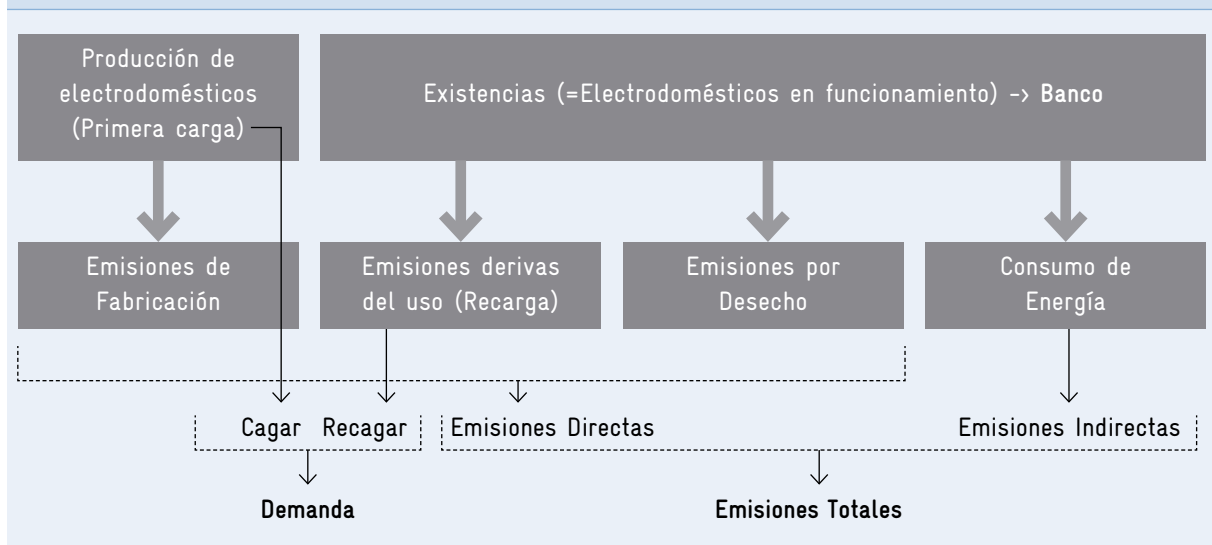 Producción de
electrodomésticos
(Primera carga)
Existencias (=Electrodomésticos en funcionamiento) -> Banco
Emisiones de
Fabricación
Emisiones derivas
del uso (Recarga)
Emisiones por
Desecho
Consumo de
Energía
Cagar Recagar Emisiones Directas Emisiones Indirectas
Demanda Emisiones Totales